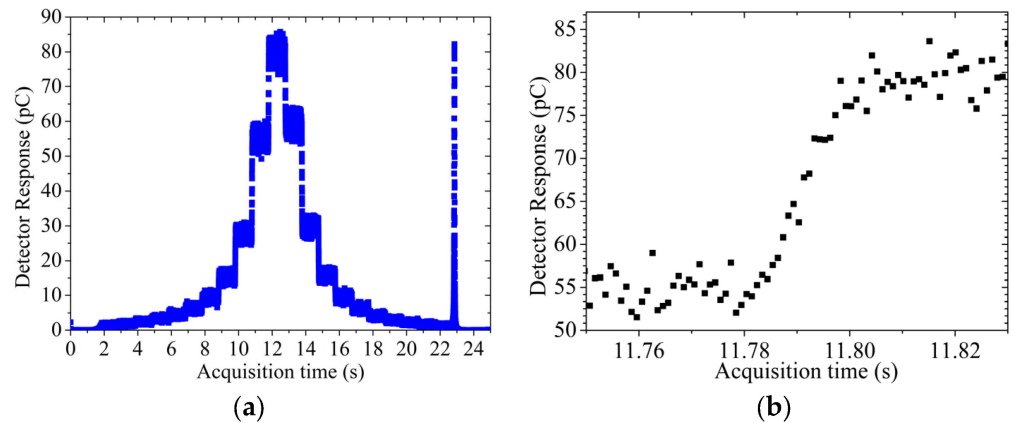 90
80
70
60
50
40
30
20
10
0
Detector Response (pC)
0 2 4 6 8 10 12 14 16 18 20 22 24
Acquisition time (s)
(a)
85
80
75
70
65
60
55
50
Detector Response (pC)
11.76 11.78 11.80 11.82
Acquisition time (s)
(b)